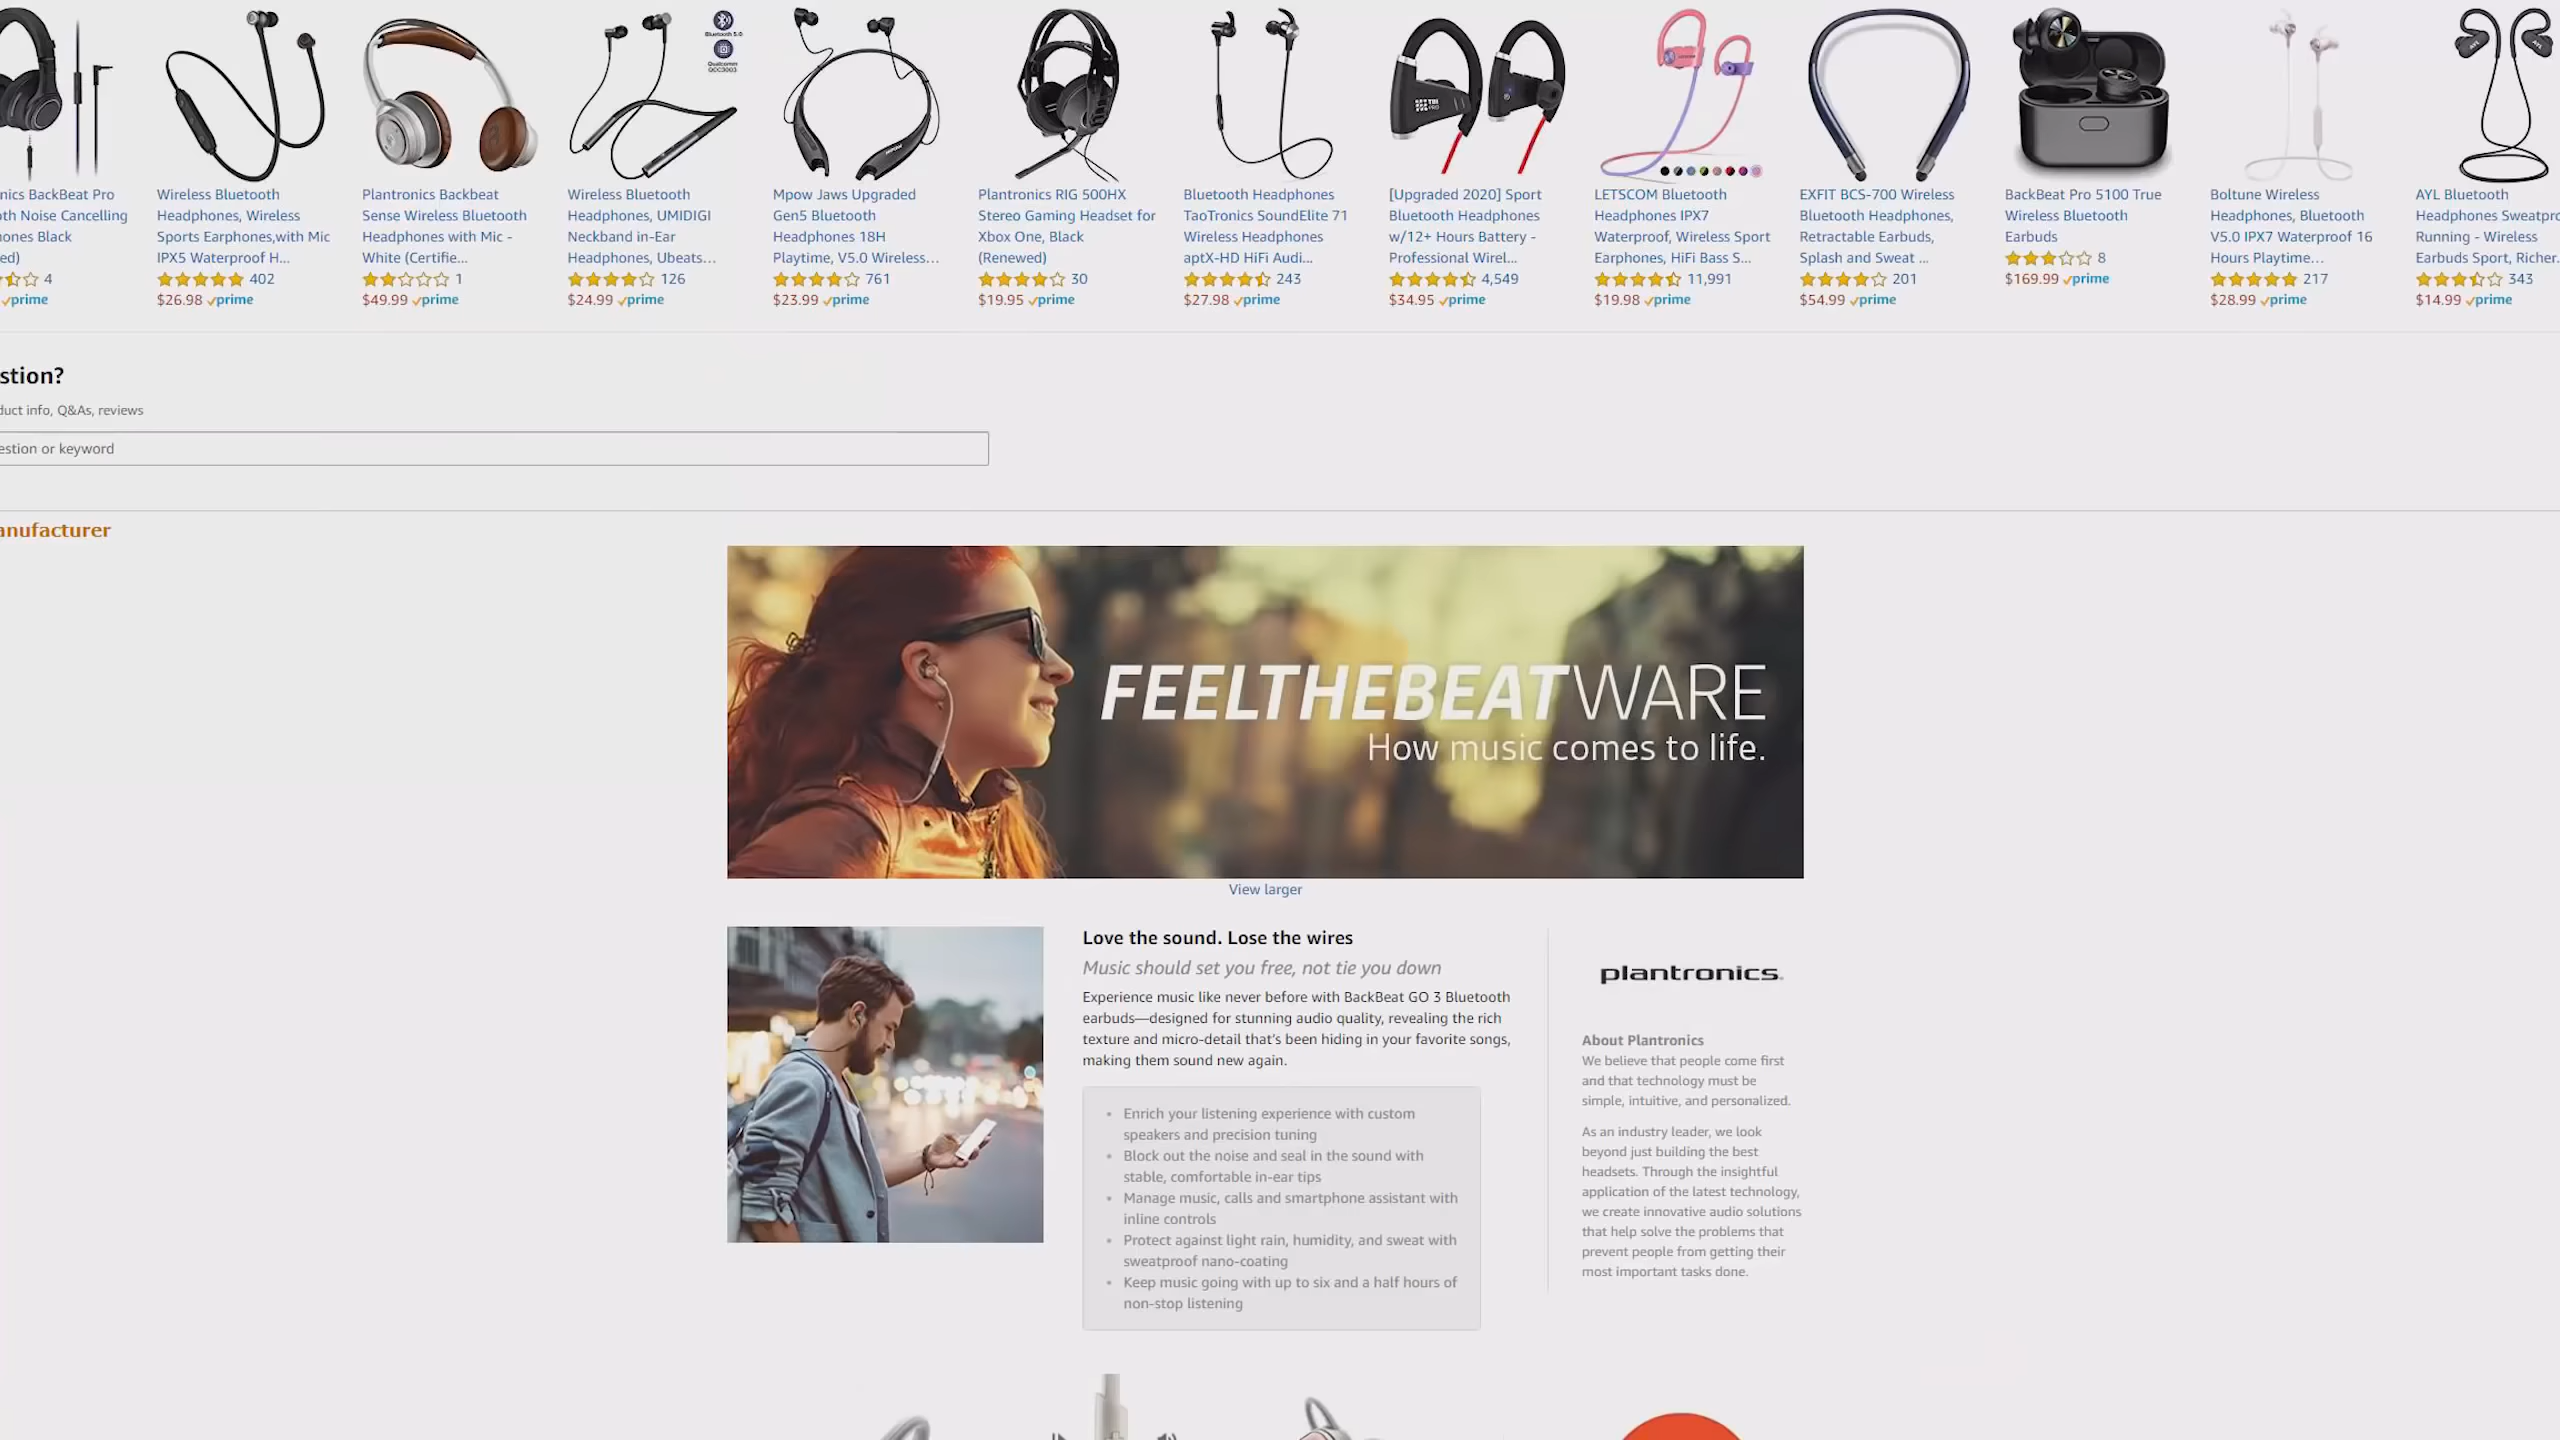 Bluetooth 5.0
Qualcomm
QCC3003
nics BackBeat Pro
oth Noise Cancelling
ones Black
ed)
4
prime
Wireless Bluetooth
Headphones, Wireless
Sports Earphones,with Mic
IPX5 Waterproof H...
402
$26.98 prime
Plantronics Backbeat
Sense Wireless Bluetooth
Headphones with Mic -
White (Certifie...
1
$49.99 prime
Wireless Bluetooth
Headphones, UMIDIGI
Neckband in-Ear
Headphones, Ubeats...
126
$24.99 prime
Mpow Jaws Upgraded
Gen5 Bluetooth
Headphones 18H
Playtime, V5.0 Wireless...
761
$23.99 prime
Plantronics RIG 500HX
Stereo Gaming Headset for
Xbox One, Black
(Renewed)
30
$19.95 prime
Bluetooth Headphones
TaoTronics SoundElite 71
Wireless Headphones
aptX-HD HiFi Audi...
243
$27.98 prime
[Upgraded 2020] Sport
Bluetooth Headphones
w/12+ Hours Battery -
Professional Wirel...
4,549
$34.95 prime
LETSCOM Bluetooth
Headphones IPX7
Waterproof, Wireless Sport
Earphones, HiFi Bass S...
11,991
$19.98 prime
EXFIT BCS-700 Wireless
Bluetooth Headphones,
Retractable Earbuds,
Splash and Sweat ...
201
$54.99 prime
BackBeat Pro 5100 True
Wireless Bluetooth
Earbuds
8
$169.99 prime
Boltune Wireless
Headphones, Bluetooth
V5.0 IPX7 Waterproof 16
Hours Playtime...
217
$28.99 prime
AYL Bluetooth
Headphones Sweatpro
Running - Wireless
Earbuds Sport, Richer
343
$14.99 prime
stion?
duct info, Q&As, reviews
estion or keyword
anufacturer
FEELTHEBEATWARE
How music comes to life.
View larger
Love the sound. Lose the wires
Music should set you free, not tie you down
Experience music like never before with BackBeat GO 3 Bluetooth
earbuds—designed for stunning audio quality, revealing the rich
texture and micro-detail that's been hiding in your favorite songs,
making them sound new again.
• Enrich your listening experience with custom
speakers and precision tuning
• Block out the noise and seal in the sound with
stable, comfortable in-ear tips
• Manage music, calls and smartphone assistant with
inline controls
• Protect against light rain, humidity, and sweat with
sweatproof nano-coating
• Keep music going with up to six and a half hours of
non-stop listening
plantronics.
About Plantronics
We believe that people come first
and that technology must be
simple, intuitive, and personalized.
As an industry leader, we look
beyond just building the best
headsets. Through the insightful
application of the latest technology,
we create innovative audio solutions
that help solve the problems that
prevent people from getting their
most important tasks done.